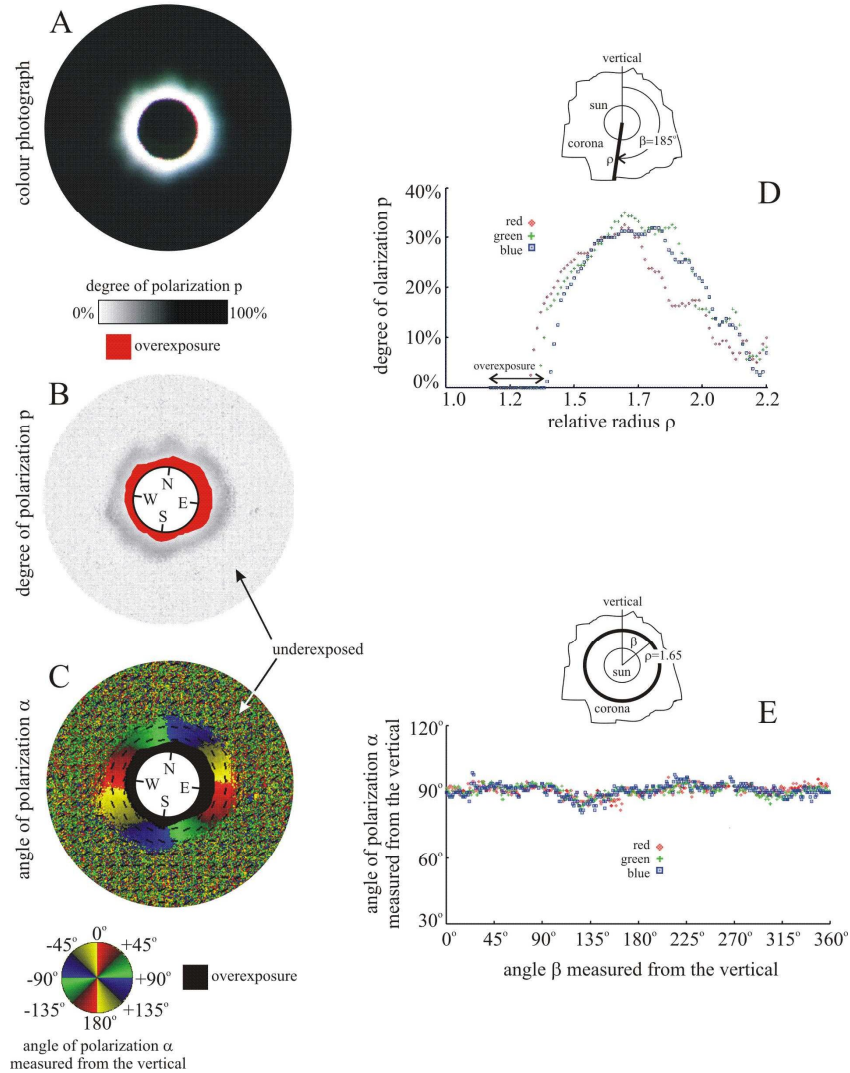 A
colour photograph
degree of polarization p
0% 100%
overexposure
B
degree of polarization p
N
W E
S
underexposed
C
angle of polarization α
N
W E
S
0°
-45° +45°
-90° +90°
-135° +135°
180°
overexposure
angle of polarization α
measured from the vertical
vertical
sun
corona
β=185°
ρ
D
degree of olarization p
40%
30%
20%
10%
0%
red
green
blue
overexposure
1.0 1.2 1.5 1.7 2.0 2.2
relative radius ρ
vertical
β
ρ=1.65
sun
corona
E
angle of polarization α
measured from the vertical
120°
90°
60°
30°
red
green
blue
0° 45° 90° 135° 180° 225° 270° 315° 360°
angle β measured from the vertical